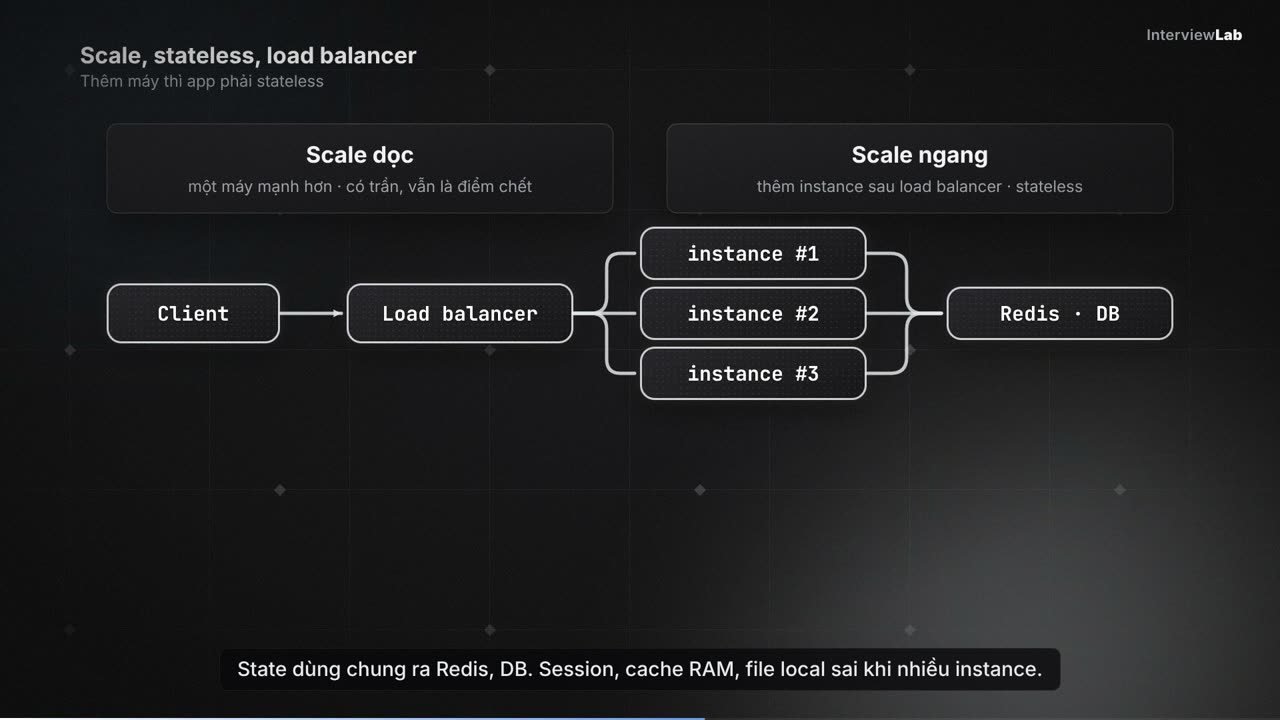 Scale, stateless, load balancer
Thêm máy thì app phải stateless
InterviewLab
Scale dọc
một máy mạnh hơn · có trần, vẫn là điểm chết
Scale ngang
thêm instance sau load balancer · stateless
Client
Load balancer
instance #1
instance #2
instance #3
Redis · DB
State dùng chung ra Redis, DB. Session, cache RAM, file local sai khi nhiều instance.